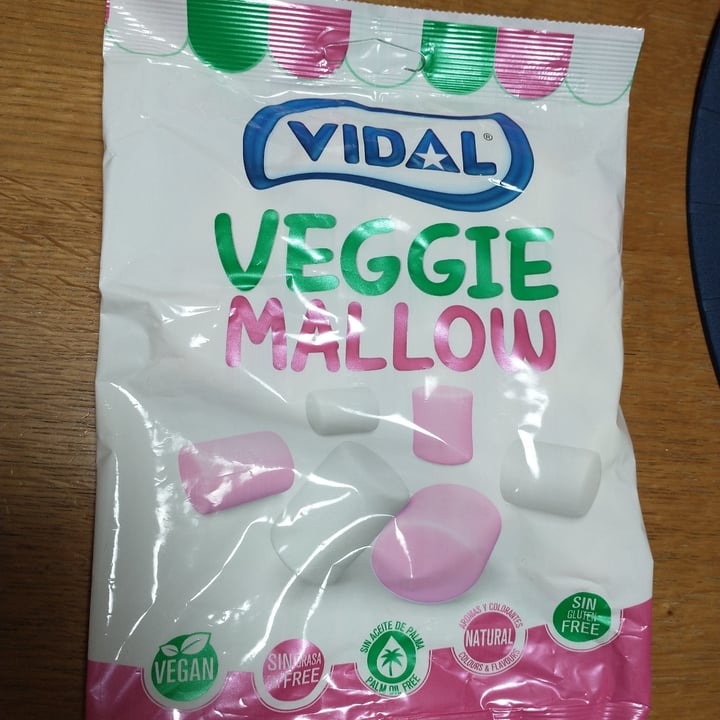 VIDAL®
VEGGIE
MALLOW
VEGAN
SIN GRASA
FREE
SIN ACEITE DE PALMA
PALM OIL FREE
AROMAS Y COLORANTES
NATURAL
COLOURS & FLAVOURS
SIN
GLUTEN
FREE